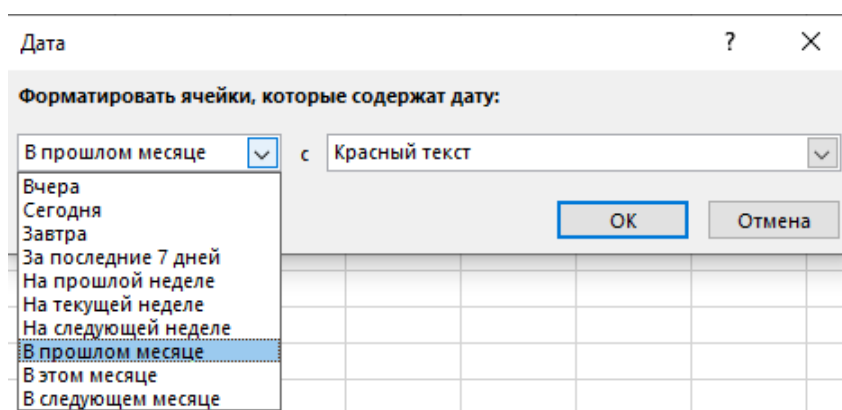 Дата ?
Форматировать ячейки, которые содержат дату:
В прошлом месяце с Красный текст
Вчера
Сегодня
Завтра
За последние 7 дней
На прошлой неделе
На текущей неделе
На следующей неделе
В прошлом месяце
В этом месяце
В следующем месяце
ОК Отмена